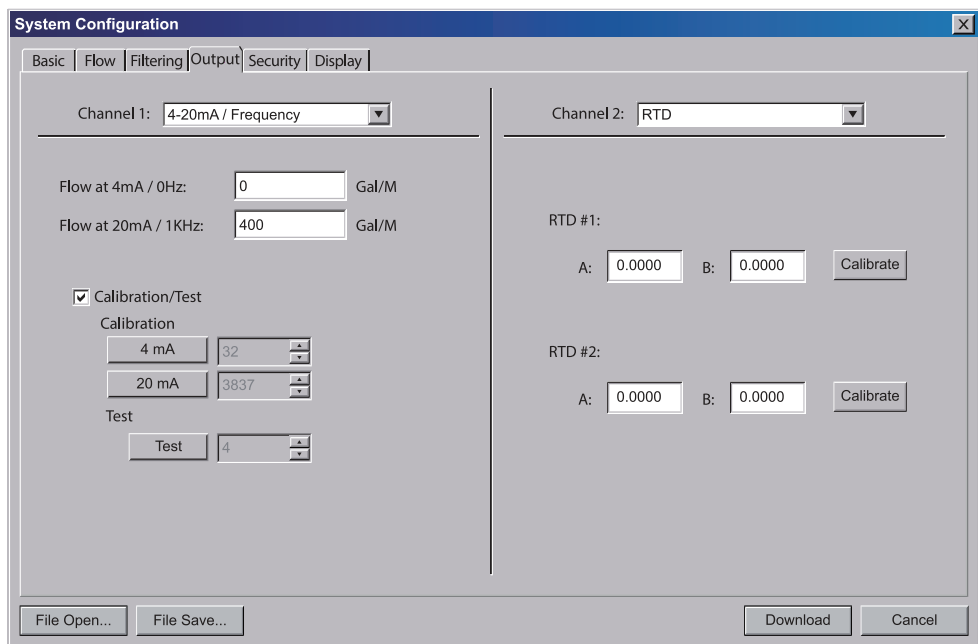 System Configuration
Basic Flow Filtering Output Security Display
Channel 1: 4-20mA / Frequency
Flow at 4mA / 0Hz: 0 Gal/M
Flow at 20mA / 1KHz: 400 Gal/M
Calibration/Test
Calibration
4 mA 32
20 mA 3837
Test
Test 4
Channel 2: RTD
RTD #1:
A: 0.0000 B: 0.0000 Calibrate
RTD #2:
A: 0.0000 B: 0.0000 Calibrate
File Open... File Save... Download Cancel